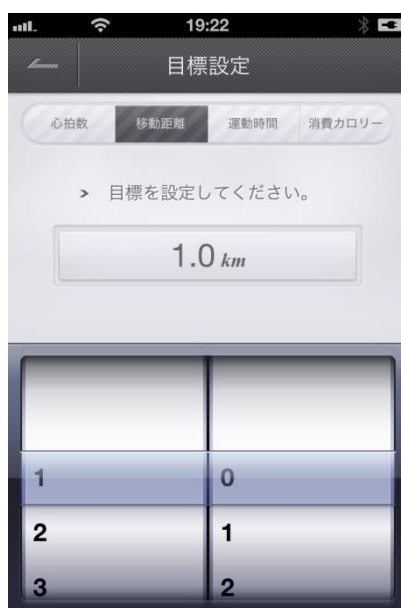 19:22
目標設定
心拍数 移動距離 運動時間 消費カロリー
> 目標を設定してください。
1.0 km
1 0
2 1
3 2